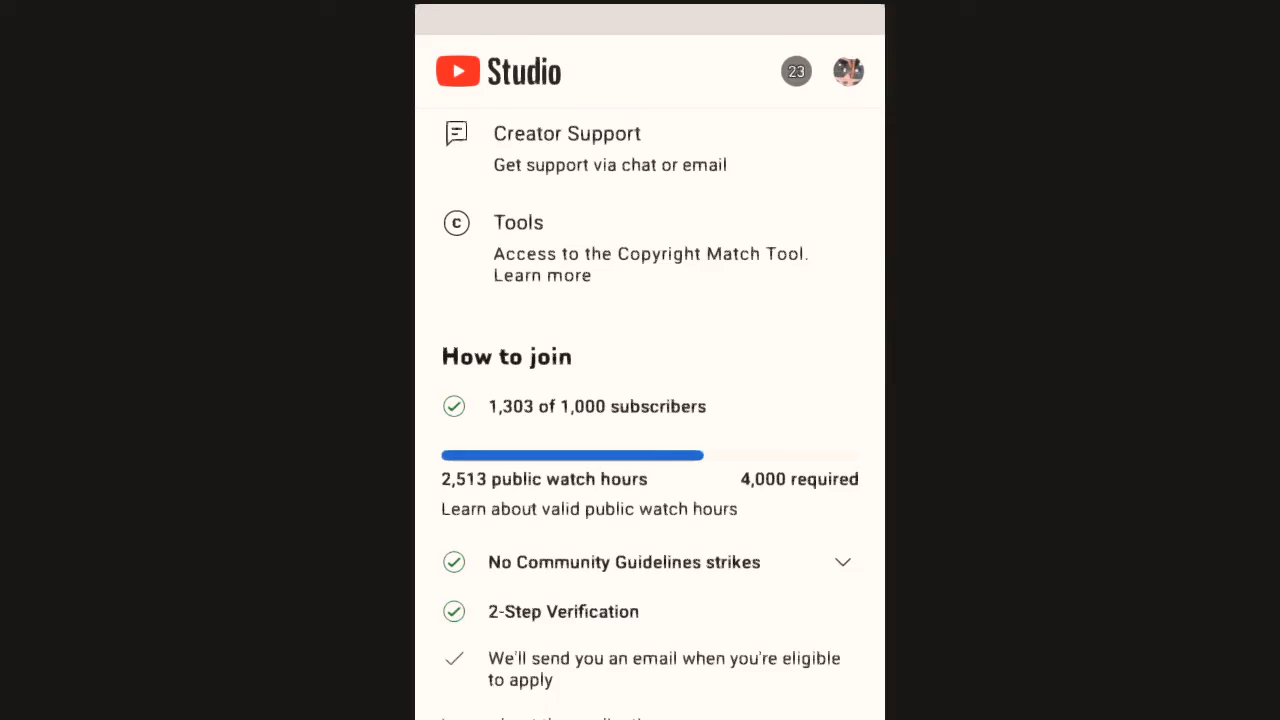 Studio
23
Creator Support
Get support via chat or email
C
Tools
Access to the Copyright Match Tool.
Learn more
How to join
1,303 of 1,000 subscribers
2,513 public watch hours
4,000 required
Learn about valid public watch hours
No Community Guidelines strikes
2-Step Verification
We'll send you an email when you're eligible
to apply